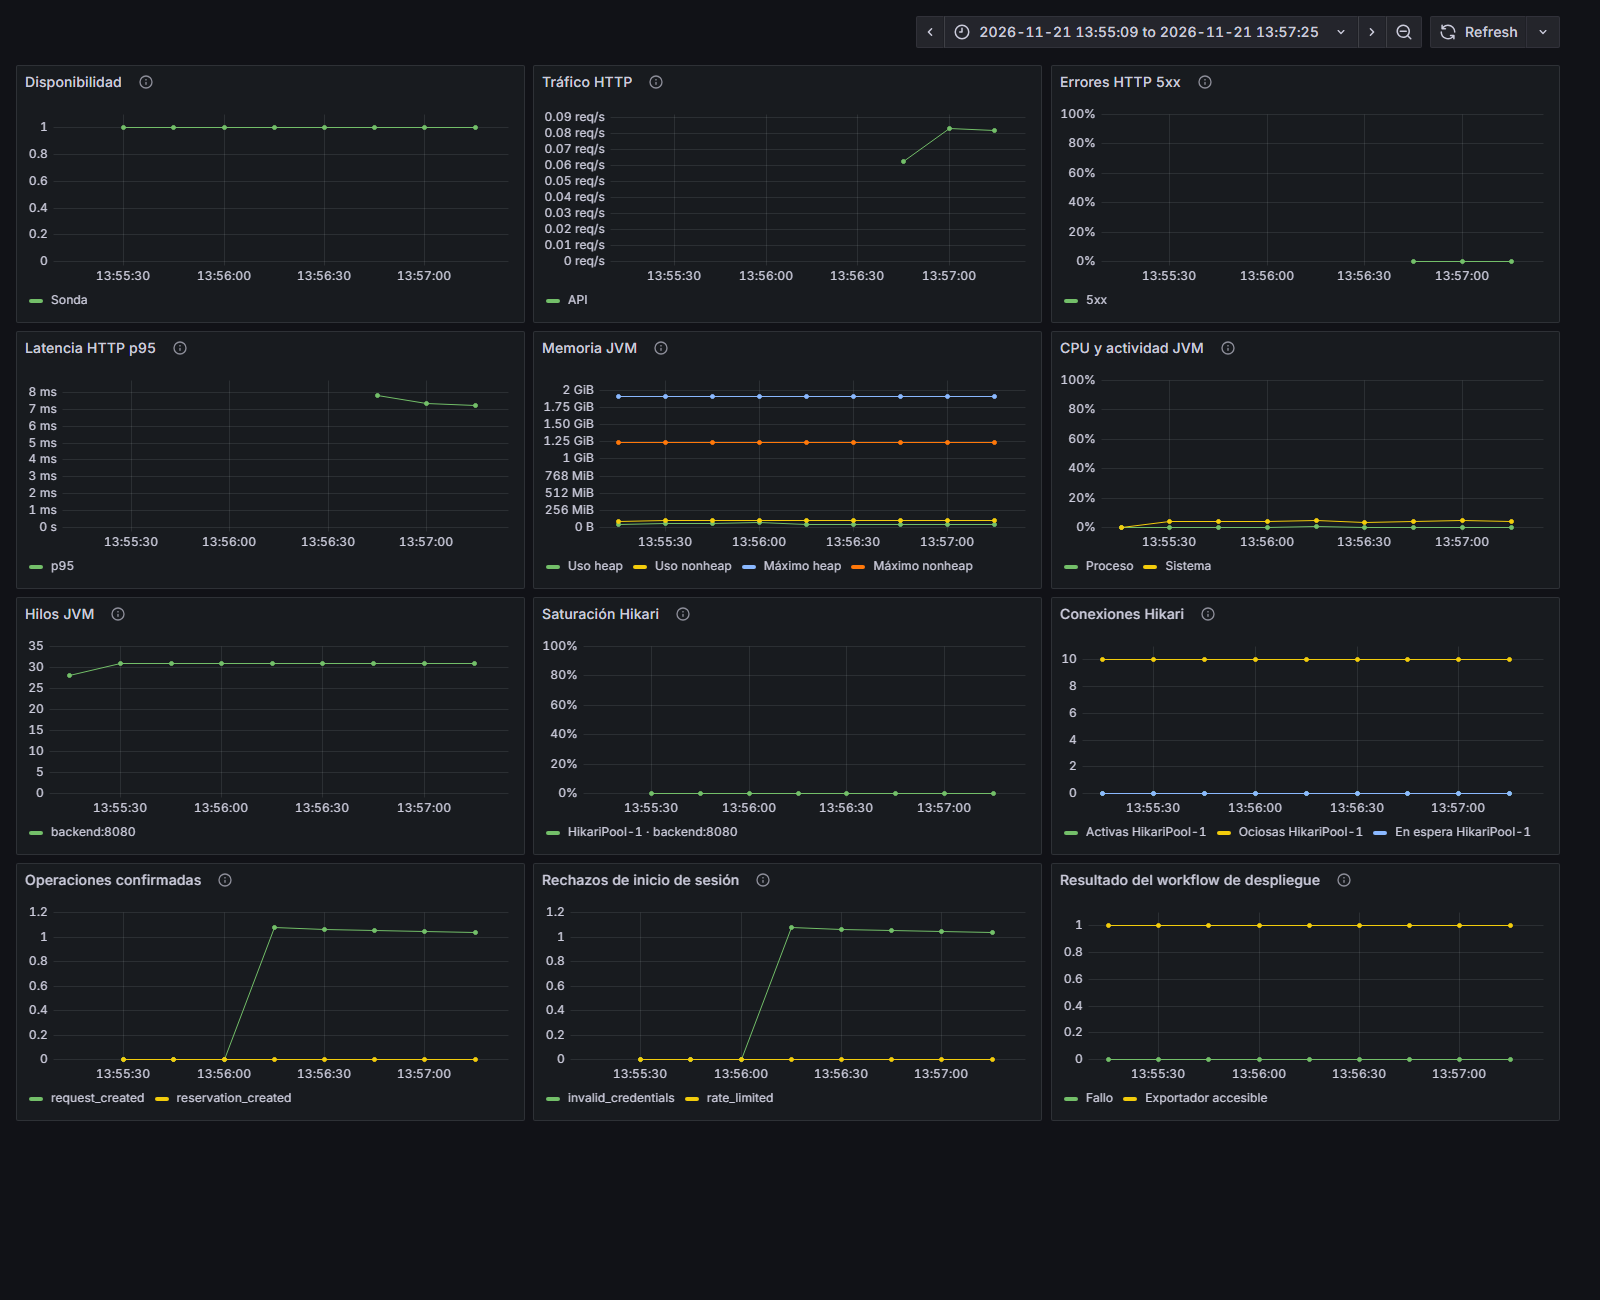 2026-11-21 13:55:09 to 2026-11-21 13:57:25
Refresh
Disponibilidad
1
0.8
0.6
0.4
0.2
0
13:55:30 13:56:00 13:56:30 13:57:00
Sonda
Tráfico HTTP
0.09 req/s
0.08 req/s
0.07 req/s
0.06 req/s
0.05 req/s
0.04 req/s
0.03 req/s
0.02 req/s
0.01 req/s
0 req/s
13:55:30 13:56:00 13:56:30 13:57:00
API
Errores HTTP 5xx
100%
80%
60%
40%
20%
0%
13:55:30 13:56:00 13:56:30 13:57:00
5xx
Latencia HTTP p95
8 ms
7 ms
6 ms
5 ms
4 ms
3 ms
2 ms
1 ms
0 s
13:55:30 13:56:00 13:56:30 13:57:00
p95
Memoria JVM
2 GiB
1.75 GiB
1.50 GiB
1.25 GiB
1 GiB
768 MiB
512 MiB
256 MiB
0 B
13:55:30 13:56:00 13:56:30 13:57:00
Uso heap Uso nonheap Máximo heap Máximo nonheap
CPU y actividad JVM
100%
80%
60%
40%
20%
0%
13:55:30 13:56:00 13:56:30 13:57:00
Proceso Sistema
Hilos JVM
35
30
25
20
15
10
5
0
13:55:30 13:56:00 13:56:30 13:57:00
backend:8080
Saturación Hikari
100%
80%
60%
40%
20%
0%
13:55:30 13:56:00 13:56:30 13:57:00
HikariPool-1 · backend:8080
Conexiones Hikari
10
8
6
4
2
0
13:55:30 13:56:00 13:56:30 13:57:00
Activas HikariPool-1 Ociosas HikariPool-1 En espera HikariPool-1
Operaciones confirmadas
1.2
1
0.8
0.6
0.4
0.2
0
13:55:30 13:56:00 13:56:30 13:57:00
request_created reservation_created
Rechazos de inicio de sesión
1.2
1
0.8
0.6
0.4
0.2
0
13:55:30 13:56:00 13:56:30 13:57:00
invalid_credentials rate_limited
Resultado del workflow de despliegue
1
0.8
0.6
0.4
0.2
0
13:55:30 13:56:00 13:56:30 13:57:00
Fallo Exportador accesible